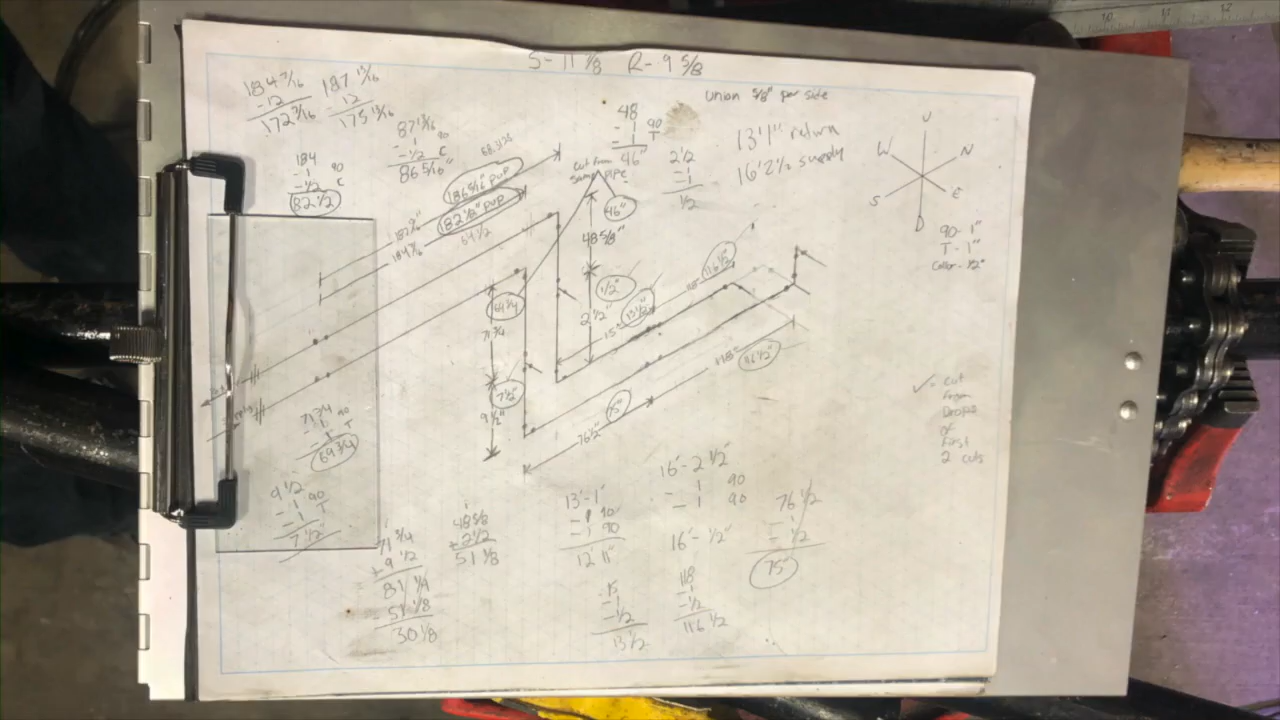 S-11 7/8 R-9 5/8
union 5/8" per side
184 3/16
-12
172 3/16
187 13/16
-12
175 13/16
87 13/16
-1 90
-1/2 C
86 5/16"
184
-1 90
-1/2 C
82 1/2
48
-1 90
-1 T
46"
2 1/2
-1
-1
1/2
13'1" return
16'2 1/2 supply
U
W
N
S
E
D
90- 1"
T- 1"
Collar- 1/2"
186 5/16" pup
182 1/2" pup
cut from
same pipe
46"
48 5/8"
1/2"
2 1/2"
15"
13 1/2"
116 1/2"
118"
116 1/2"
75"
76 1/2"
71 3/4
7 1/2"
9 1/2"
✓= cut
from
Drops
of
First
2 cuts
71 3/4
-1 90
-1 T
69 3/4
9 1/2
-1 90
-1 T
7 1/2"
71 3/4
+9 1/2
81 1/4
-51 1/8
30 1/8
48 5/8
+2 1/2
51 1/8
13'-1"
-1 90
-1 90
12' 11"
16'-2 1/2"
-1 90
-1 90
16'-1/2"
76 1/2
-1
-1/2
75"
15
-1
-1/2
13 1/2
118
-1
-1/2
116 1/2